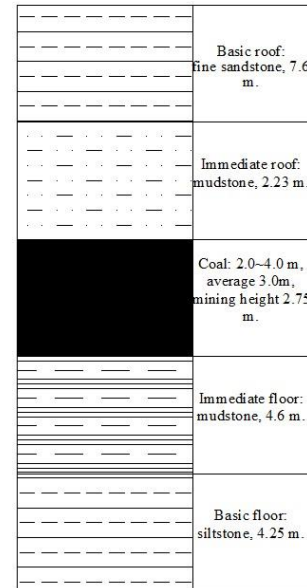 Basic roof:
fine sandstone, 7.6
m.
Immediate roof:
mudstone, 2.23 m.
Coal: 2.0~4.0 m,
average 3.0m,
mining height 2.75
m.
Immediate floor:
mudstone, 4.6 m.
Basic floor:
siltstone, 4.25 m.